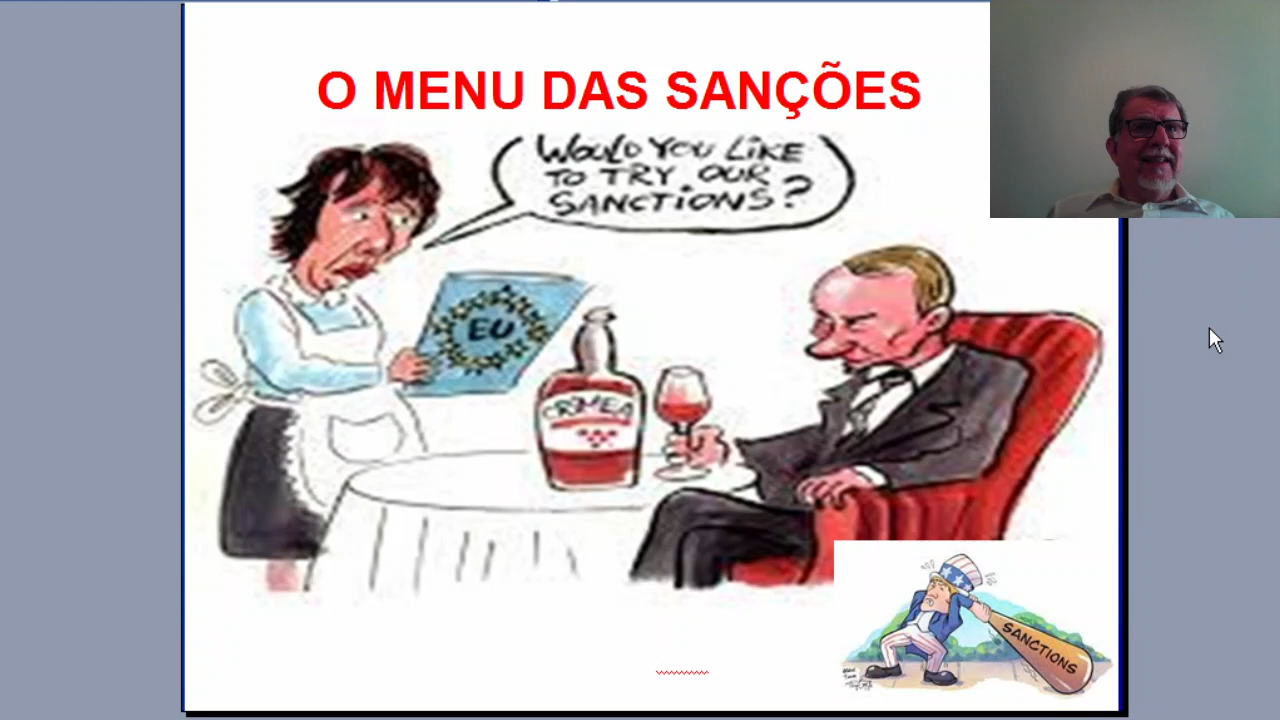 O MENU DAS SANÇÕES
WOULD YOU LIKE
TO TRY OUR
SANCTIONS?
EU
CRIMEA
SANCTIONS